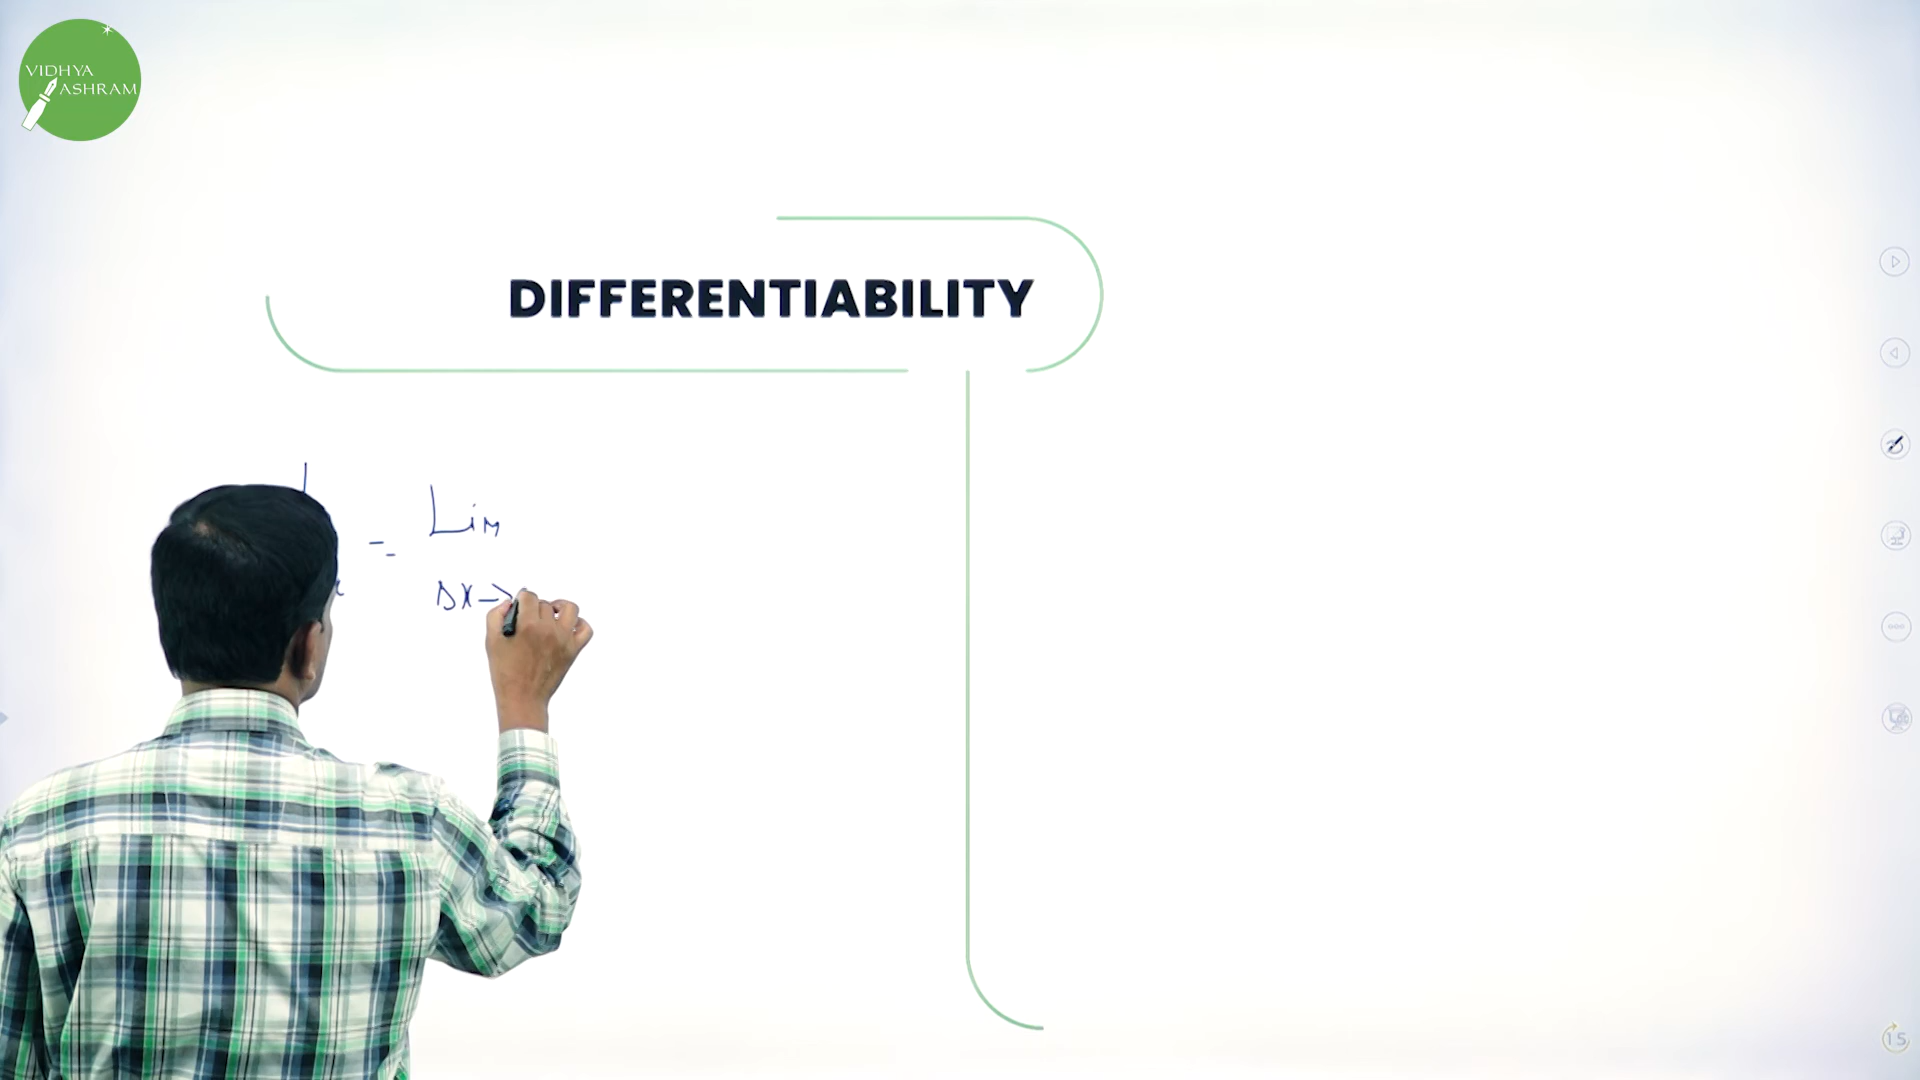 VIDHYA
ASHRAM
DIFFERENTIABILITY
= Lim
Δx→